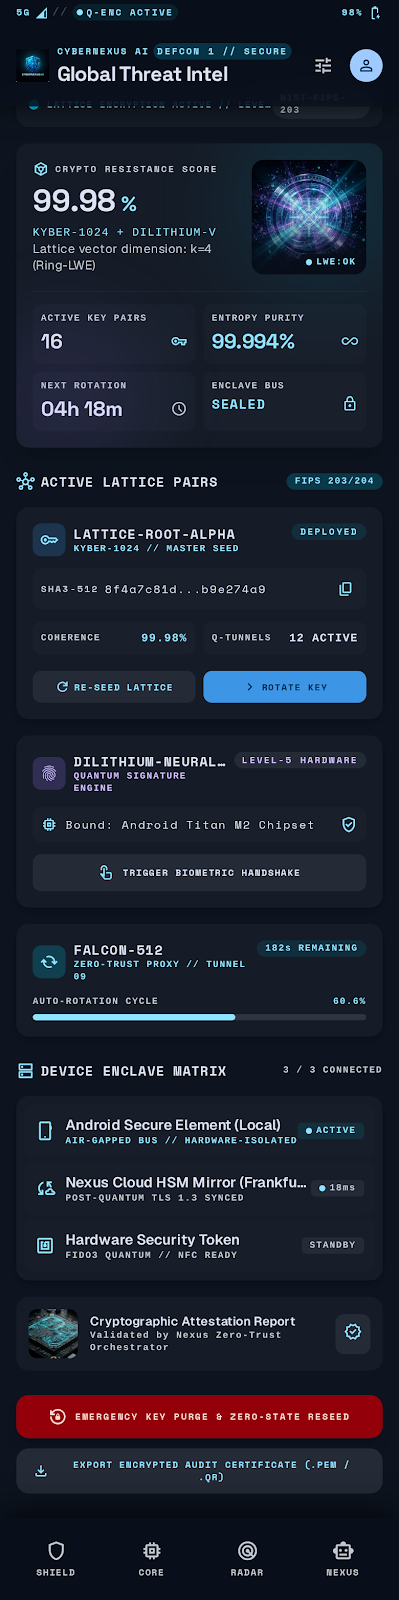 5G // Q-ENC ACTIVE 98%
CYBERNEXUS AI DEFCON 1 // SECURE
Global Threat Intel
LATTICE ENCRYPTION ACTIVE // LEVEL NIST-FIPS-
203
CRYPTO RESISTANCE SCORE
99.98 %
KYBER-1024 + DILITHIUM-V
Lattice vector dimension: k=4
(Ring-LWE)
LWE:OK
ACTIVE KEY PAIRS
16
ENTROPY PURITY
99.994%
NEXT ROTATION
04h 18m
ENCLAVE BUS
SEALED
ACTIVE LATTICE PAIRS
FIPS 203/204
LATTICE-ROOT-ALPHA
DEPLOYED
KYBER-1024 // MASTER SEED
SHA3-512 8f4a7c81d...b9e274a9
COHERENCE 99.98%
Q-TUNNELS 12 ACTIVE
RE-SEED LATTICE
ROTATE KEY
DILITHIUM-NEURAL…
LEVEL-5 HARDWARE
QUANTUM SIGNATURE
ENGINE
Bound: Android Titan M2 Chipset
TRIGGER BIOMETRIC HANDSHAKE
FALCON-512
182s REMAINING
ZERO-TRUST PROXY // TUNNEL
09
AUTO-ROTATION CYCLE 60.6%
DEVICE ENCLAVE MATRIX
3 / 3 CONNECTED
Android Secure Element (Local)
AIR-GAPPED BUS // HARDWARE-ISOLATED
ACTIVE
Nexus Cloud HSM Mirror (Frankfu…
POST-QUANTUM TLS 1.3 SYNCED
18ms
Hardware Security Token
FIDO3 QUANTUM // NFC READY
STANDBY
Cryptographic Attestation Report
Validated by Nexus Zero-Trust
Orchestrator
EMERGENCY KEY PURGE & ZERO-STATE RESEED
EXPORT ENCRYPTED AUDIT CERTIFICATE (.PEM /
.QR)
SHIELD CORE RADAR NEXUS